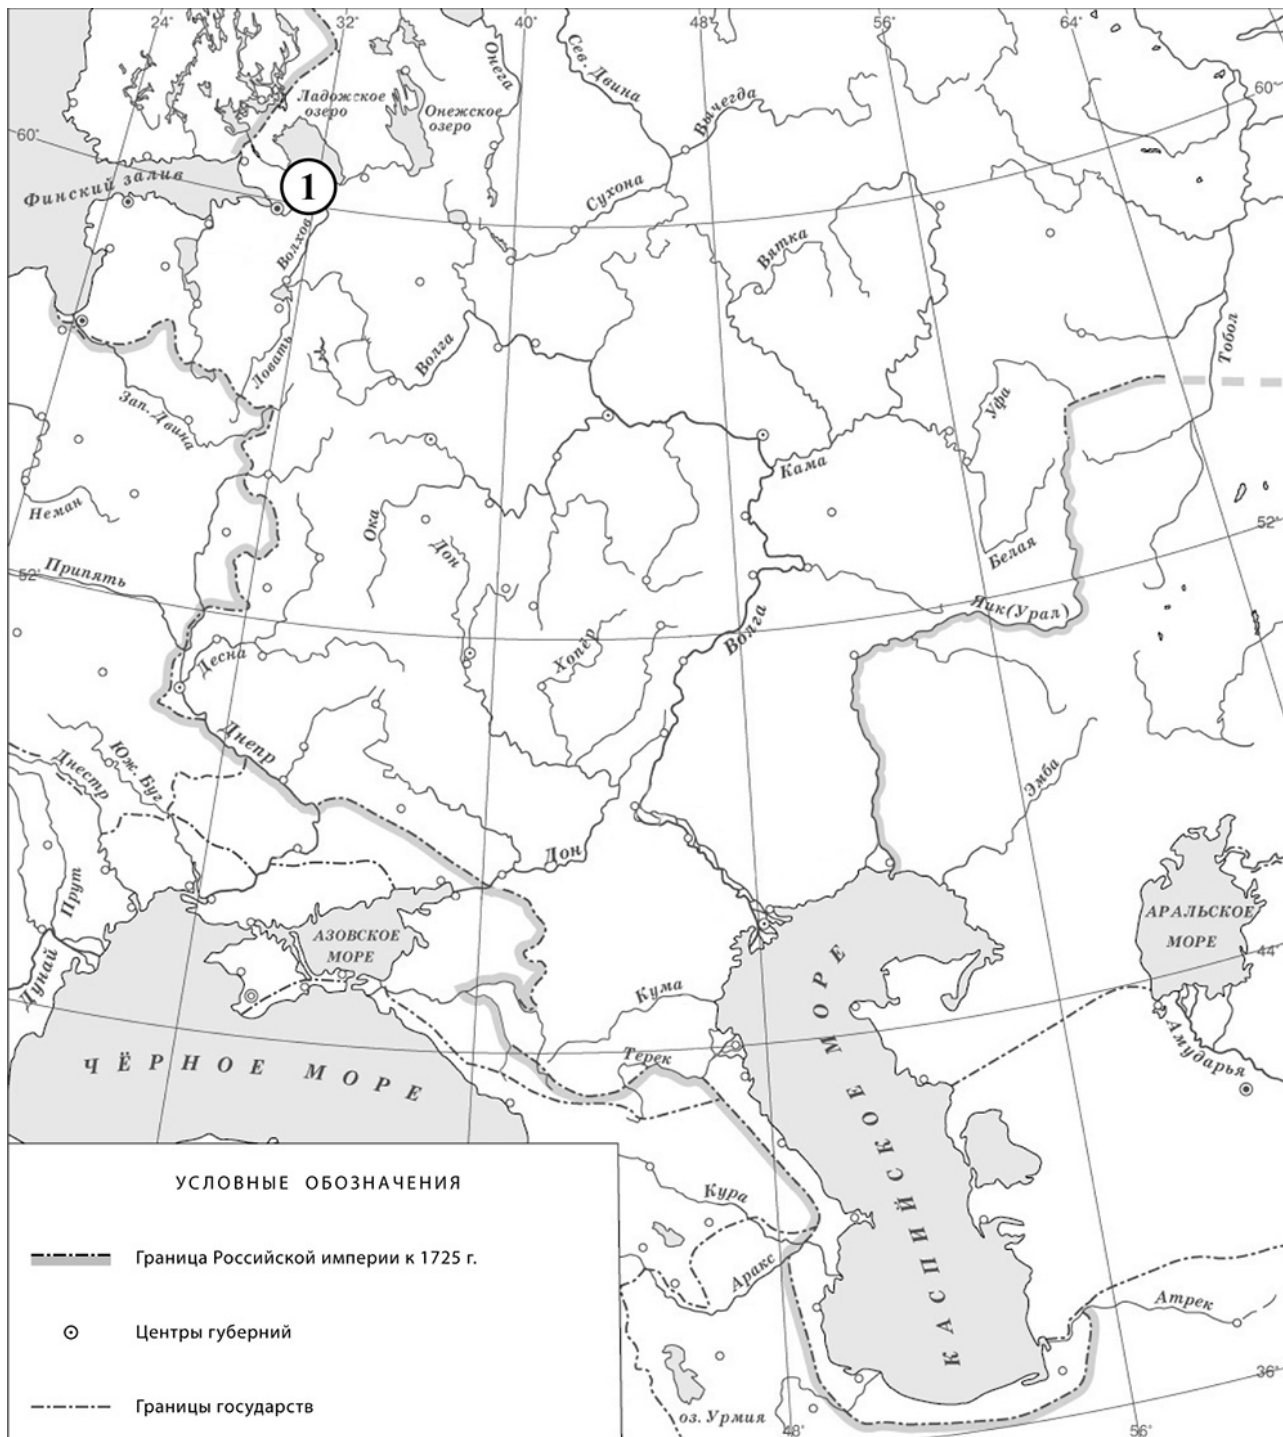 24°
32°
40°
48°
56°
64°
Онега
Сев. Двина
Ладожское
озеро
Онежское
озеро
Вычегда
60°
60°
1
Финский залив
Сухона
Волхов
Вятка
Тобол
Волга
Ловать
Уфа
Зап. Двина
Кама
Неман
Ока
Дон
52°
Белая
Припять
52°
Яик (Урал)
Волга
Хопёр
Десна
Днепр
Юж. Буг
Днестр
Эмба
Дон
Прут
АРАЛЬСКОЕ
МОРЕ
АЗОВСКОЕ
МОРЕ
44°
Дунай
Кума
Амударья
Терек
ЧЁРНОЕ МОРЕ
КАСПИЙСКОЕ МОРЕ
УСЛОВНЫЕ ОБОЗНАЧЕНИЯ
Кура
Граница Российской империи к 1725 г.
Аракс
Атрек
Центры губерний
36°
Границы государств
оз. Урмия
48°
56°